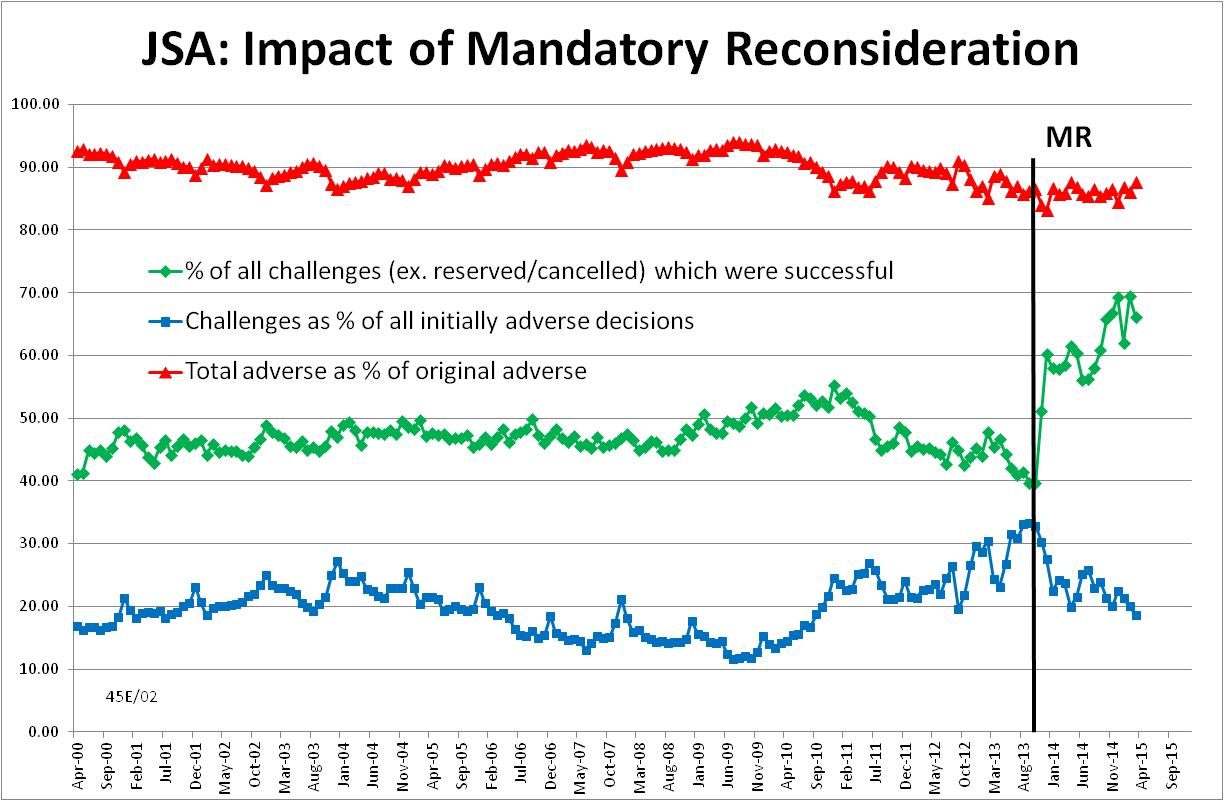 JSA: Impact of Mandatory Reconsideration
100.00
MR
90.00
80.00
% of all challenges (ex. reserved/cancelled) which were successful
70.00
Challenges as % of all initially adverse decisions
60.00
Total adverse as % of original adverse
50.00
40.00
30.00
20.00
10.00
45E/02
0.00
Apr-00
Sep-00
Feb-01
Jul-01
Dec-01
May-02
Oct-02
Mar-03
Aug-03
Jan-04
Jun-04
Nov-04
Apr-05
Sep-05
Feb-06
Jul-06
Dec-06
May-07
Oct-07
Mar-08
Aug-08
Jan-09
Jun-09
Nov-09
Apr-10
Sep-10
Feb-11
Jul-11
Dec-11
May-12
Oct-12
Mar-13
Aug-13
Jan-14
Jun-14
Nov-14
Apr-15
Sep-15